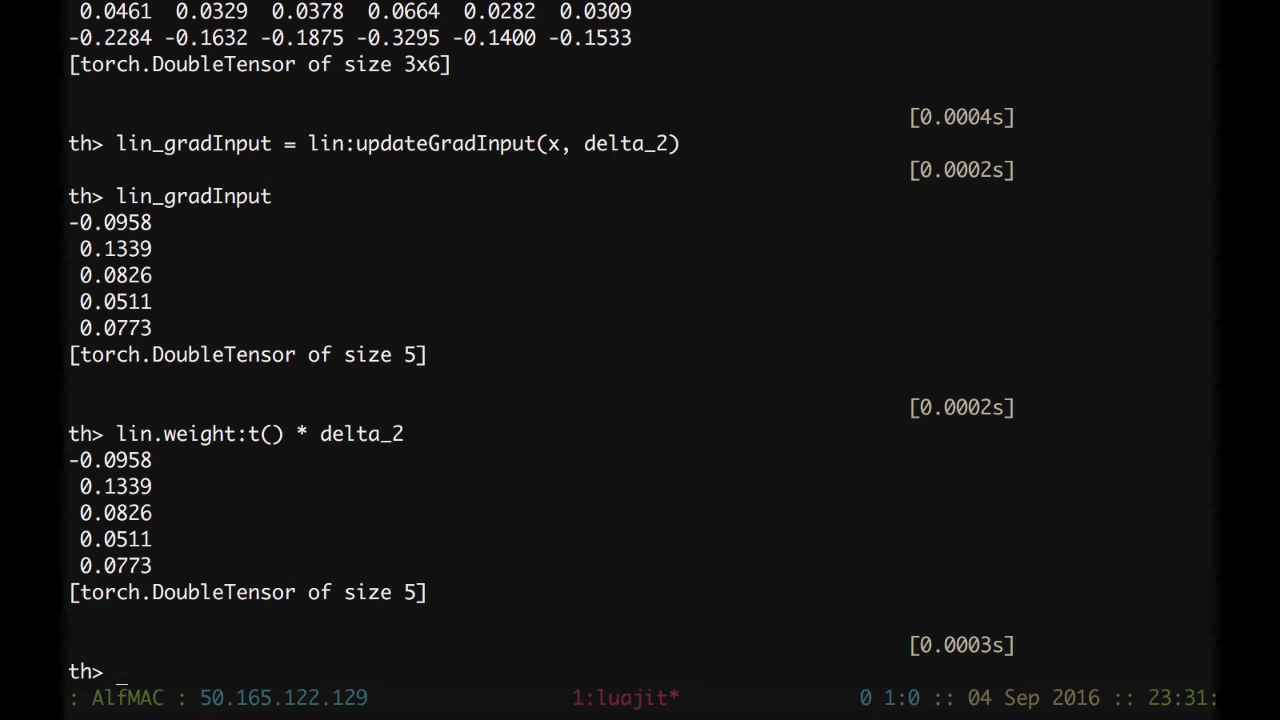 0.0461 0.0329 0.0378 0.0664 0.0282 0.0309
-0.2284 -0.1632 -0.1875 -0.3295 -0.1400 -0.1533
[torch.DoubleTensor of size 3x6]
[0.0004s]
th> lin_gradInput = lin:updateGradInput(x, delta_2)
[0.0002s]
th> lin_gradInput
-0.0958
0.1339
0.0826
0.0511
0.0773
[torch.DoubleTensor of size 5]
[0.0002s]
th> lin.weight:t() * delta_2
-0.0958
0.1339
0.0826
0.0511
0.0773
[torch.DoubleTensor of size 5]
[0.0003s]
th> _
: AlfMAC : 50.165.122.129 1:luajit* 0 1:0 :: 04 Sep 2016 :: 23:31: